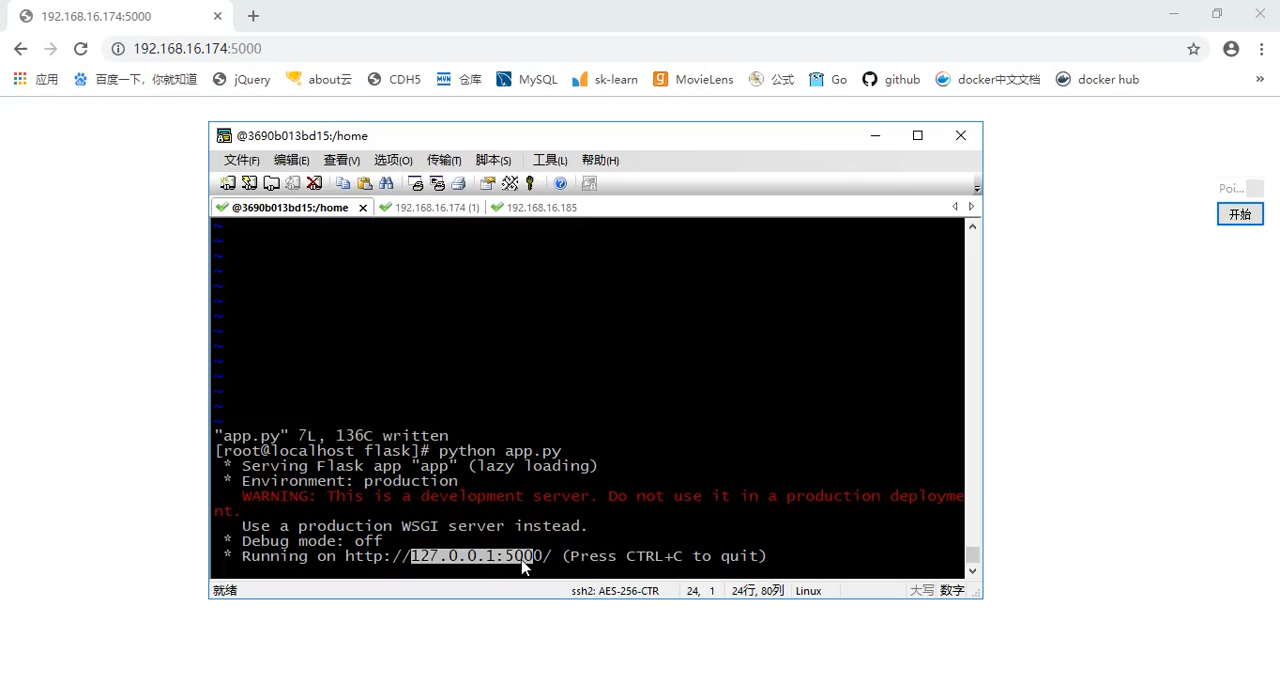 192.168.16.174:5000
192.168.16.174:5000
应用 百度一下，你就知道 jQuery about云 CDH5 仓库 MySQL sk-learn MovieLens 公式 Go github docker中文文档 docker hub »
@3690b013bd15:/home
文件(F) 编辑(E) 查看(V) 选项(O) 传输(T) 脚本(S) 工具(L) 帮助(H)
@3690b013bd15:/home 192.168.16.174 (1) 192.168.16.185
Poi...
开始
~
~
~
~
~
~
~
~
~
~
~
~
~
~
"app.py" 7L, 136C written
[root@localhost flask]# python app.py
* Serving Flask app "app" (lazy loading)
* Environment: production
WARNING: This is a development server. Do not use it in a production deployme
nt.
Use a production WSGI server instead.
* Debug mode: off
* Running on http://127.0.0.1:5000/ (Press CTRL+C to quit)
就绪 ssh2: AES-256-CTR 24, 1 24行, 80列 Linux 大写 数字